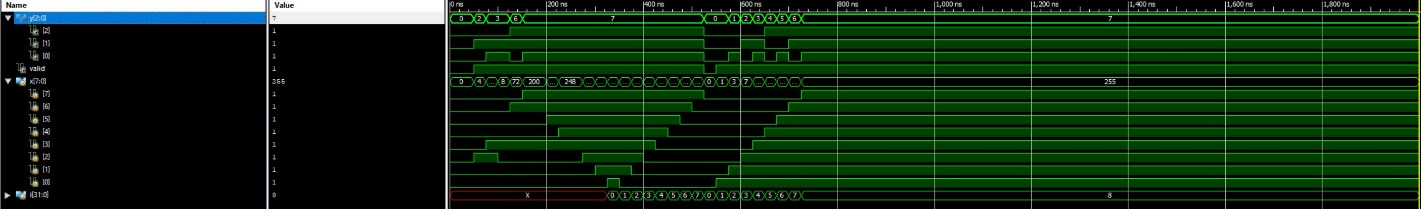 Name Value 0 ns 200 ns 400 ns 600 ns 800 ns 1,000 ns 1,200 ns 1,400 ns 1,600 ns 1,800 ns
y[2:0] 7 0 2 3 6 7 0 1 2 3 4 5 6 7
[2] 1
[1] 1
[0] 1
valid 1
x[7:0] 255 0 4 ... 8 72 200 ... 248 ... ... ... ... ... ... ... ... ... ... 0 1 3 7 ... ... ... ... 255
[7] 1
[6] 1
[5] 1
[4] 1
[3] 1
[2] 1
[1] 1
[0] 1
i[31:0] 8 X 0 1 2 3 4 5 6 7 0 1 2 3 4 5 6 7 8